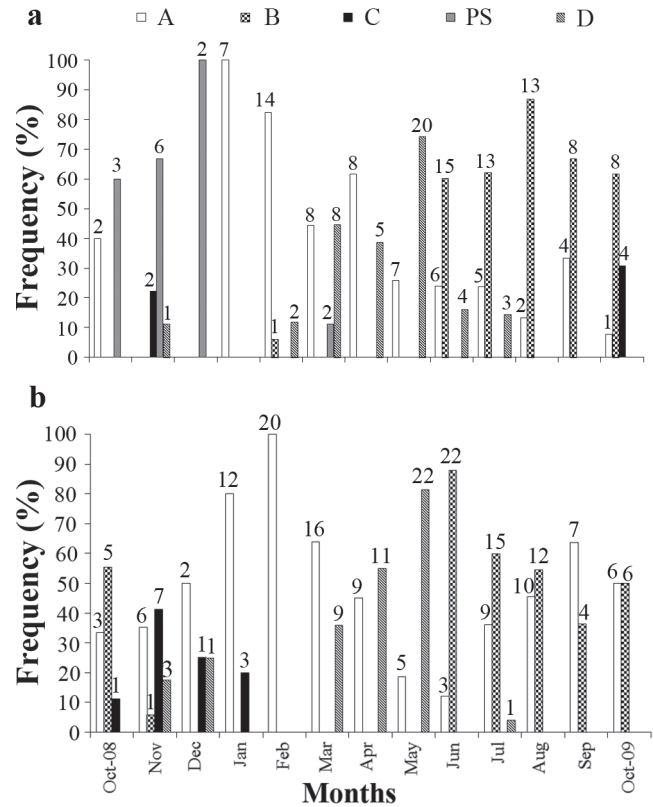 a A B C PS D
Frequency (%)
100
90
80
70
60
50
40
30
20
10
0
2 3 2 6 1 2 7 14 1 2 8 2 8 8 5 7 20 6 15 4 5 13 3 2 13 4 8 1 8 4
b
Frequency (%)
100
90
80
70
60
50
40
30
20
10
0
3 5 1 6 1 7 3 2 1 1 12 3 20 16 9 9 11 5 22 3 22 9 15 1 10 12 7 4 6 6
Oct-08 Nov Dec Jan Feb Mar Apr May Jun Jul Aug Sep Oct-09
Months